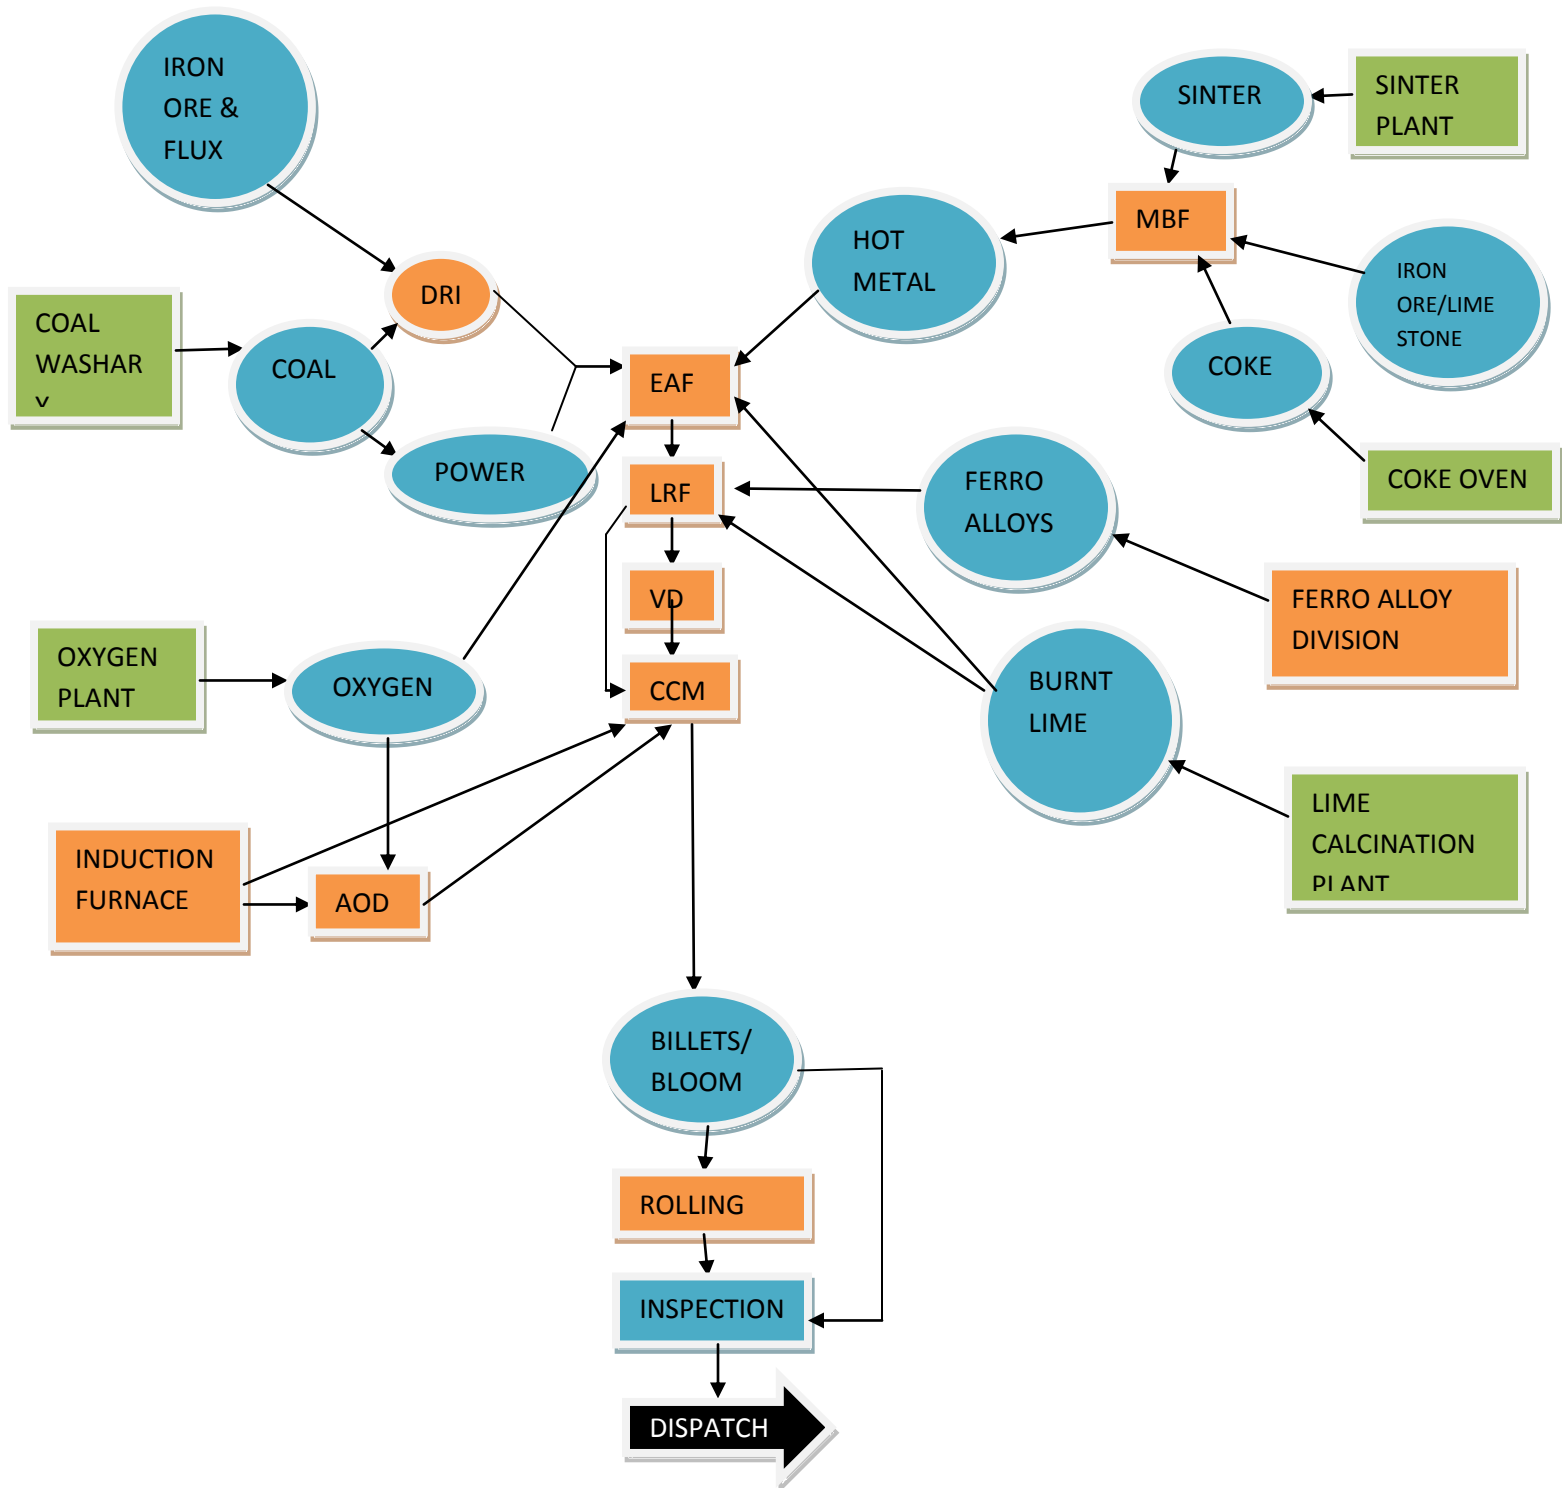 IRON
ORE &
FLUX
SINTER
SINTER
PLANT
MBF
HOT
METAL
IRON
ORE/LIME
STONE
DRI
COAL
WASHAR
Y
COAL
COKE
EAF
POWER
LRF
FERRO
ALLOYS
COKE OVEN
VD
FERRO ALLOY
DIVISION
OXYGEN
PLANT
OXYGEN
CCM
BURNT
LIME
LIME
CALCINATION
PLANT
INDUCTION
FURNACE
AOD
BILLETS/
BLOOM
ROLLING
INSPECTION
DISPATCH